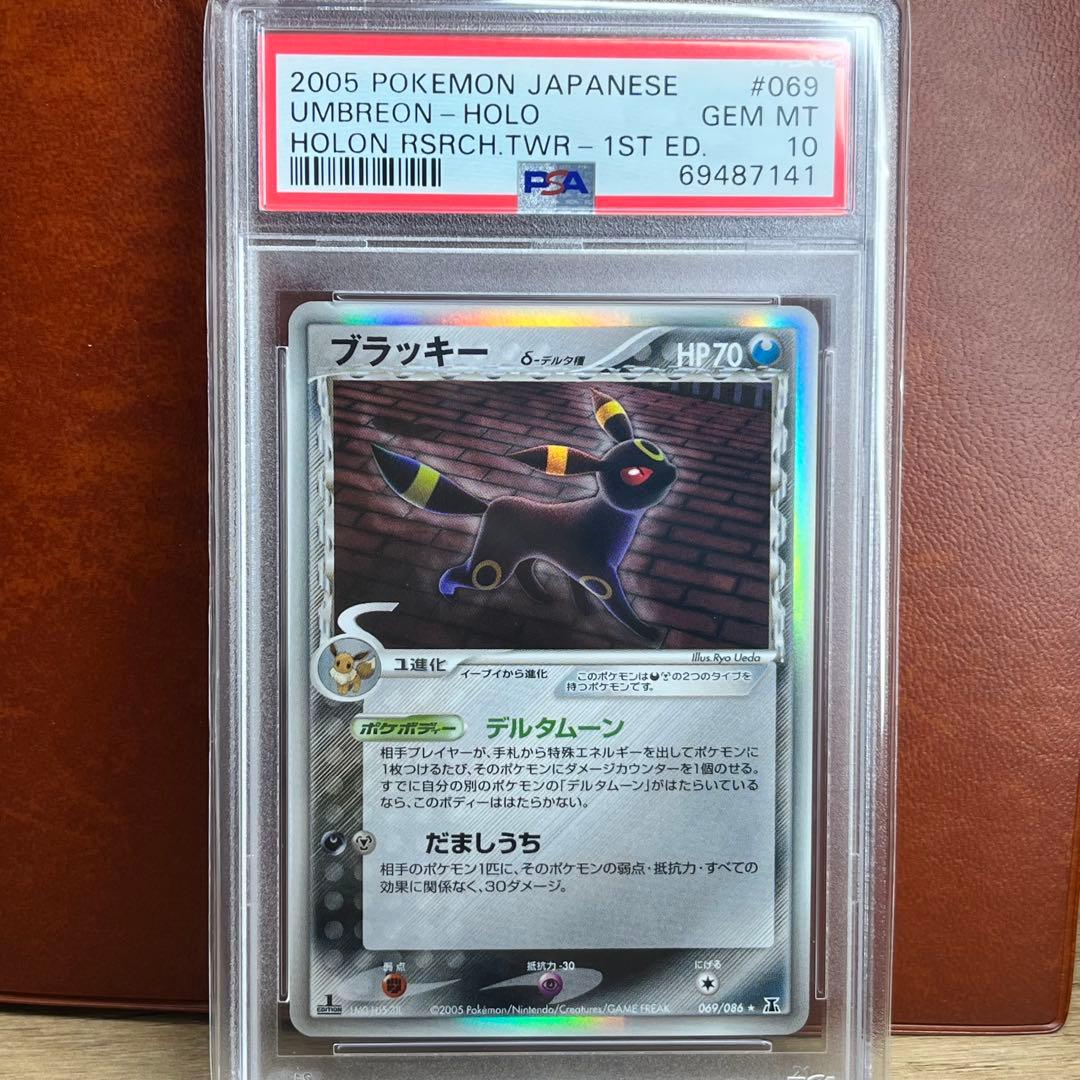 2005 POKEMON JAPANESE #069
UMBREON - HOLO GEM MT
HOLON RSRCH.TWR - 1ST ED. 10
PSA 69487141
ブラッキー δ-デルタ種 HP70
Illus.Ryo Ueda
δ
1進化 イーブイから進化
このポケモンは の2つのタイプを
持つポケモンです。
ポケボディー デルタムーン
相手プレイヤーが、手札から特殊エネルギーを出してポケモンに
1枚つけるたび、そのポケモンにダメージカウンターを1個のせる。
すでに自分の別のポケモンの「デルタムーン」がはたらいている
なら、このボディーははたらかない。
だましうち
相手のポケモン1匹に、そのポケモンの弱点・抵抗力・すべての
効果に関係なく、30ダメージ。
弱点 抵抗力 -30 にげる
1 EDITION ©2005 Pokémon/Nintendo/Creatures/GAME FREAK 069/086 ★